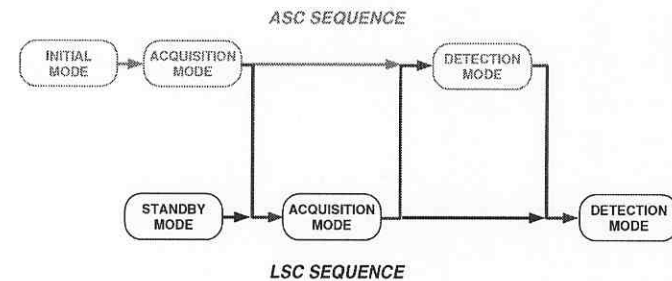 ASC SEQUENCE
INITIAL
MODE
ACQUISITION
MODE
DETECTION
MODE
STANDBY
MODE
ACQUISITION
MODE
DETECTION
MODE
LSC SEQUENCE